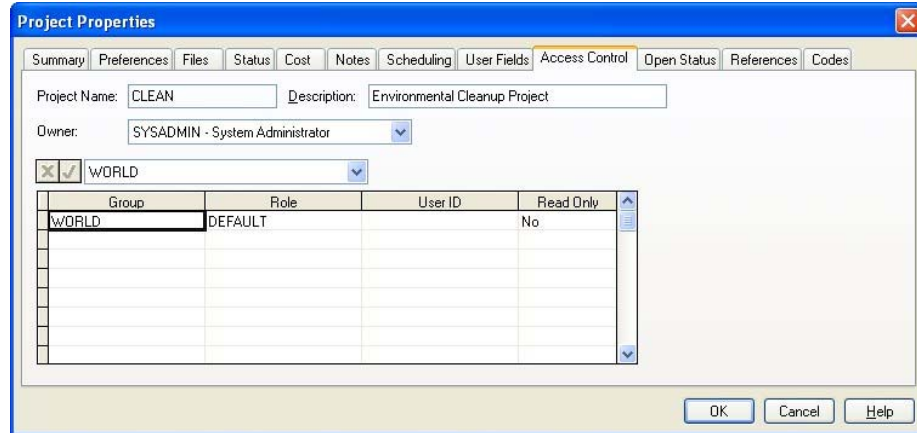 Project Properties
Summary Preferences Files Status Cost Notes Scheduling User Fields Access Control Open Status References Codes
Project Name: CLEAN Description: Environmental Cleanup Project
Owner: SYSADMIN - System Administrator
WORLD
Group Role User ID Read Only
WORLD DEFAULT No
OK Cancel Help